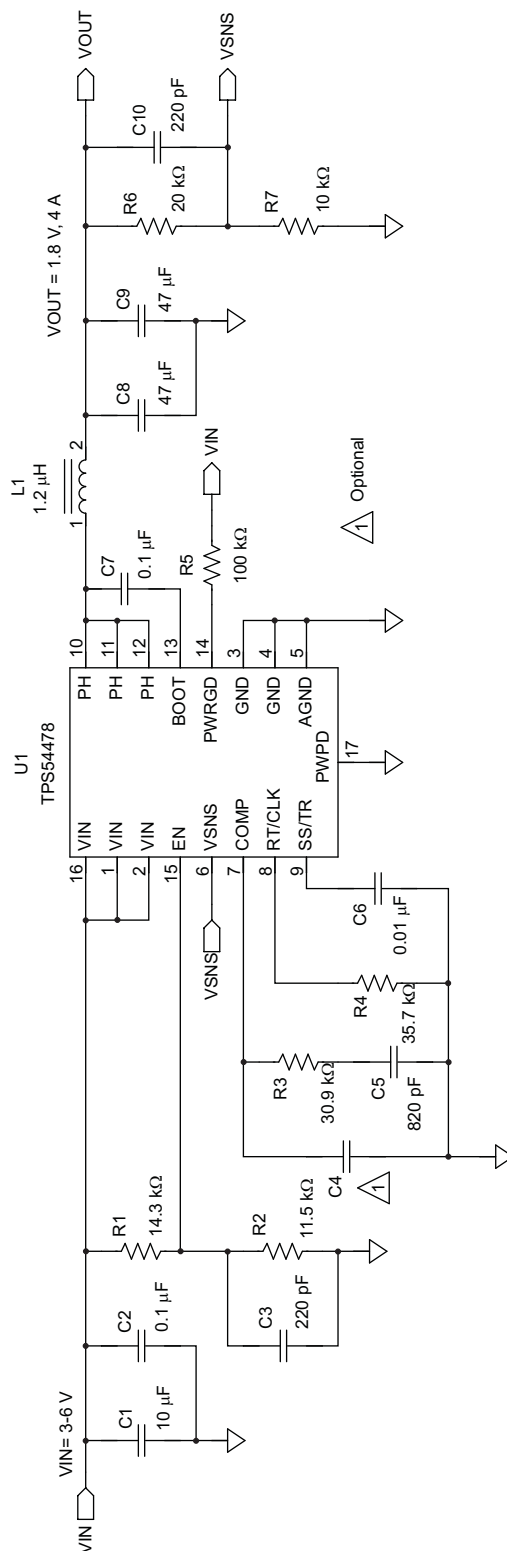 VIN
VIN= 3-6 V
C1
10 μF
C2
0.1 μF
R1
14.3 kΩ
C3
220 pF
R2
11.5 kΩ
C4
1
R3
30.9 kΩ
C5
820 pF
R4
35.7 kΩ
C6
0.01 μF
VSNS
U1
TPS54478
16
VIN
1
VIN
2
VIN
15
EN
6
VSNS
7
COMP
8
RT/CLK
9
SS/TR
PH
10
PH
11
PH
12
BOOT
13
PWRGD
14
GND
3
GND
4
AGND
5
PWPD
17
C7
0.1 μF
R5
100 kΩ
VIN
1
Optional
L1
1.2 μH
1
2
C8
47 μF
C9
47 μF
VOUT = 1.8 V, 4 A
R6
20 kΩ
C10
220 pF
R7
10 kΩ
VOUT
VSNS